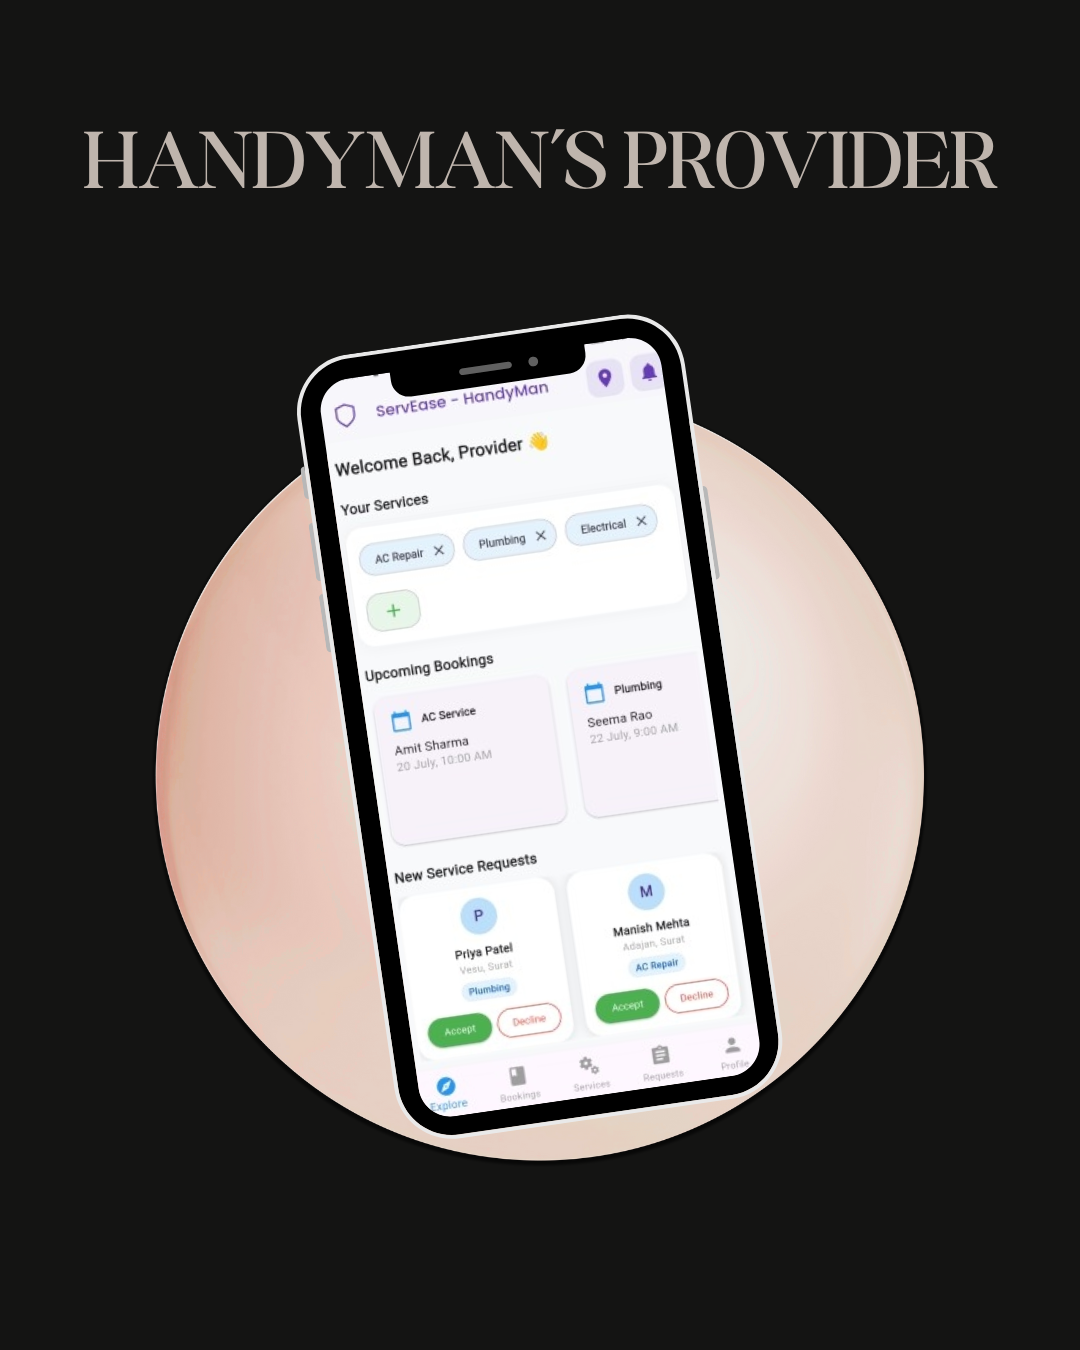 HANDYMAN´S PROVIDER
ServEase - HandyMan
Welcome Back, Provider 👋
Your Services
AC Repair ✕ Plumbing ✕ Electrical ✕
+
Upcoming Bookings
AC Service
Amit Sharma
20 July, 10:00 AM
Plumbing
Seema Rao
22 July, 9:00 AM
New Service Requests
P
Priya Patel
Vesu, Surat
Plumbing
Accept Decline
M
Manish Mehta
Adajan, Surat
AC Repair
Accept Decline
Explore Bookings Services Requests Profile